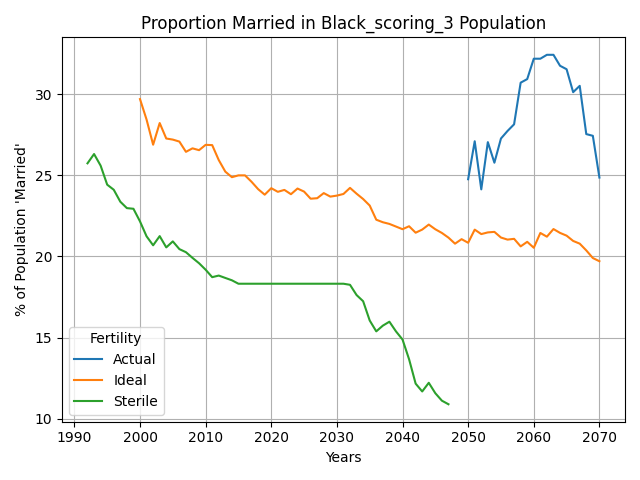 Proportion Married in Black_scoring_3 Population
% of Population 'Married'
30
25
20
15
10
Fertility
Actual
Ideal
Sterile
1990 2000 2010 2020 2030 2040 2050 2060 2070
Years